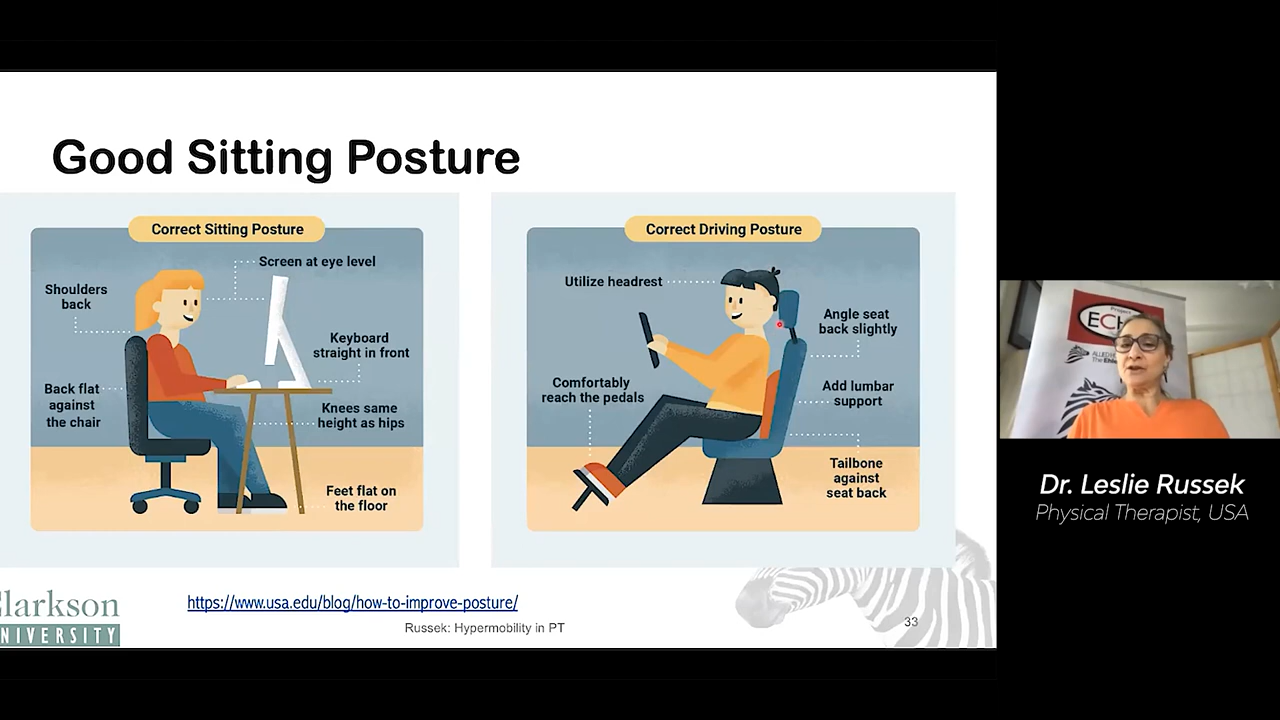 Good Sitting Posture
Correct Sitting Posture
Screen at eye level
Shoulders
back
Keyboard
straight in front
Back flat
against
the chair
Knees same
height as hips
Feet flat on
the floor
Correct Driving Posture
Utilize headrest
Angle seat
back slightly
Comfortably
reach the pedals
Add lumbar
support
Tailbone
against
seat back
larkson
NIVERSITY
https://www.usa.edu/blog/how-to-improve-posture/
Russek: Hypermobility in PT
33
Project
ECH
Dr. Leslie Russek
Physical Therapist, USA